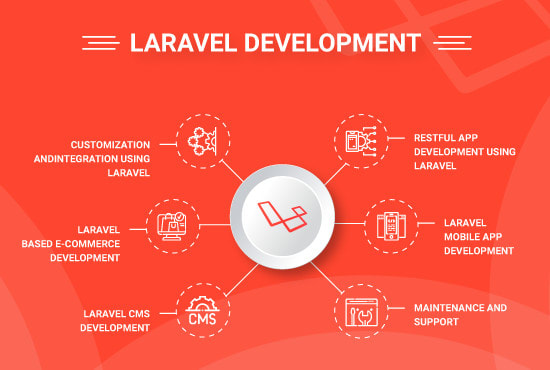 LARAVEL DEVELOPMENT
CUSTOMIZATION
ANDINTEGRATION USING
LARAVEL
LARAVEL
BASED E-COMMERCE
DEVELOPMENT
LARAVEL CMS
DEVELOPMENT
CMS
RESTFUL APP
DEVELOPMENT USING
LARAVEL
LARAVEL
MOBILE APP
DEVELOPMENT
MAINTENANCE AND
SUPPORT